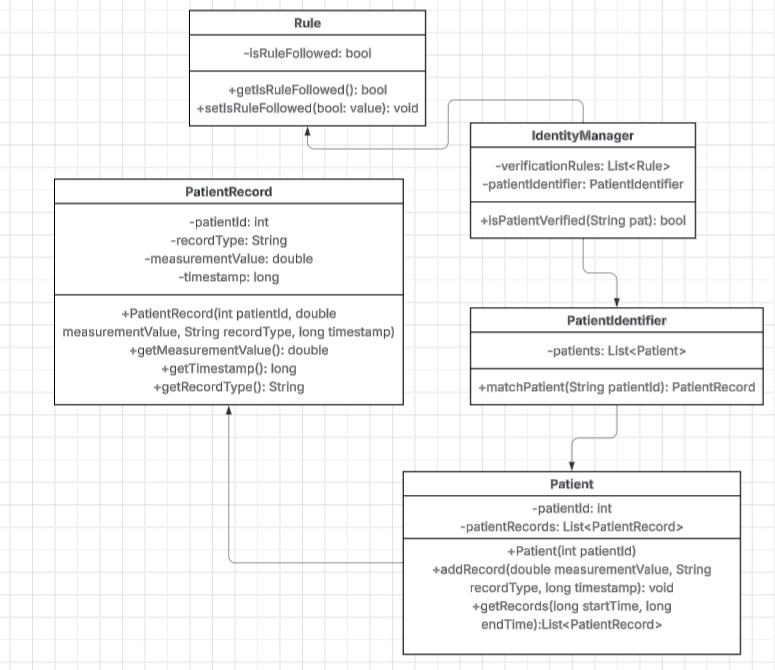 Rule
-isRuleFollowed: bool
+getIsRuleFollowed(): bool
+setIsRuleFollowed(bool: value): void
IdentityManager
-verificationRules: List<Rule>
-patientIdentifier: PatientIdentifier
+isPatientVerified(String pat): bool
PatientRecord
-patientId: int
-recordType: String
-measurementValue: double
-timestamp: long
+PatientRecord(int patientId, double
measurementValue, String recordType, long timestamp)
+getMeasurementValue(): double
+getTimestamp(): long
+getRecordType(): String
PatientIdentifier
-patients: List<Patient>
+matchPatient(String patientId): PatientRecord
Patient
-patientId: int
-patientRecords: List<PatientRecord>
+Patient(int patientId)
+addRecord(double measurementValue, String
recordType, long timestamp): void
+getRecords(long startTime, long
endTime):List<PatientRecord>